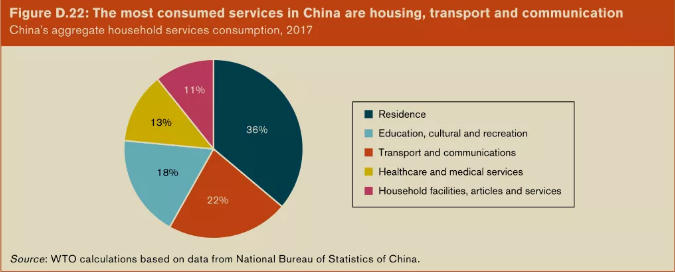 Figure D.22: The most consumed services in China are housing, transport and communication
China's aggregate household services consumption, 2017
11%
13%
36%
18%
22%
Residence
Education, cultural and recreation
Transport and communications
Healthcare and medical services
Household facilities, articles and services
Source: WTO calculations based on data from National Bureau of Statistics of China.